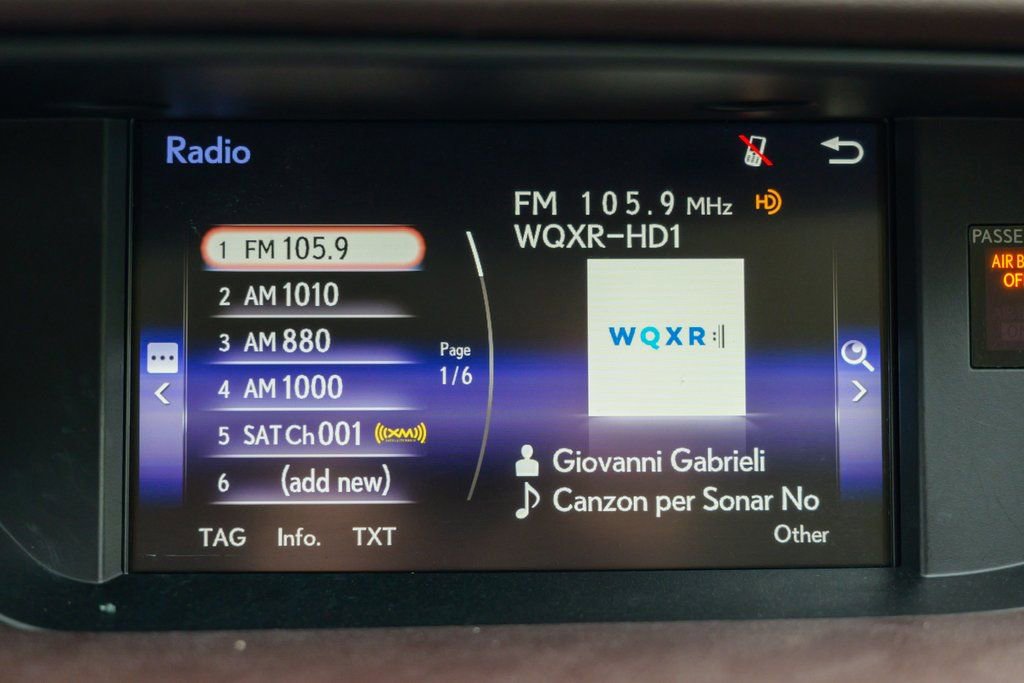 Radio
FM 105.9 MHz HD
WQXR-HD1
1 FM 105.9
2 AM 1010
3 AM 880
4 AM 1000
5 SAT Ch 001 ((XM))
6 (add new)
Page
1/6
WQXR
Giovanni Gabrieli
Canzon per Sonar No
Other
TAG Info. TXT
PASSE
AIR B
OF